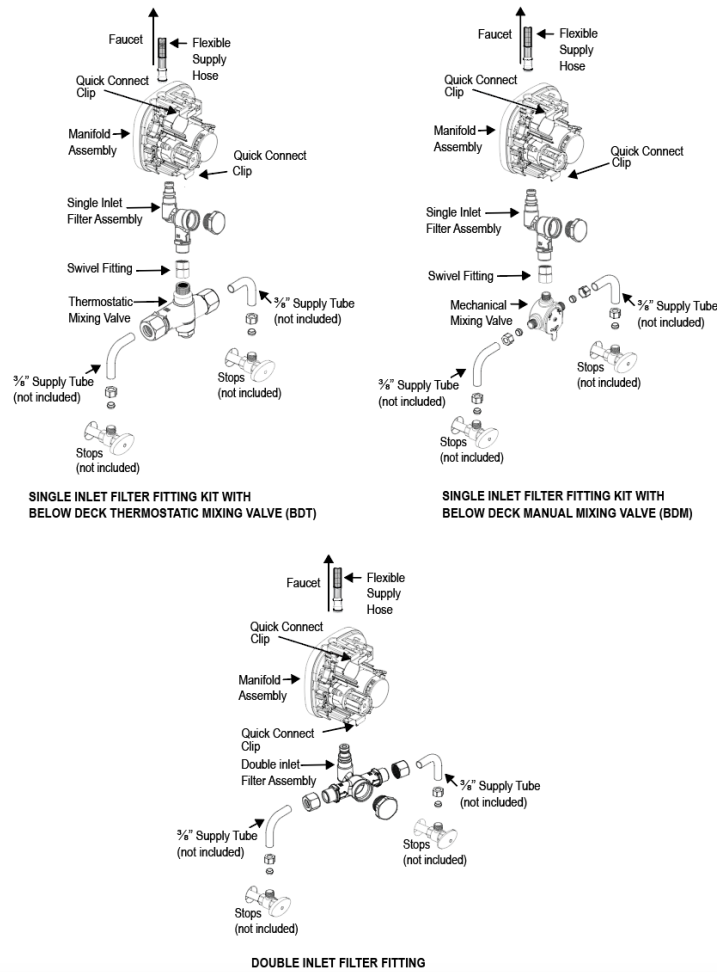 Faucet
Flexible
Supply
Hose
Quick Connect
Clip
Manifold
Assembly
Quick Connect
Clip
Single Inlet
Filter Assembly
Swivel Fitting
Thermostatic
Mixing Valve
⅜" Supply Tube
(not included)
Stops
(not included)
⅜" Supply Tube
(not included)
Stops
(not included)
SINGLE INLET FILTER FITTING KIT WITH
BELOW DECK THERMOSTATIC MIXING VALVE (BDT)
Faucet
Flexible
Supply
Hose
Quick Connect
Clip
Manifold
Assembly
Quick Connect
Clip
Single Inlet
Filter Assembly
Swivel Fitting
Mechanical
Mixing Valve
⅜" Supply Tube
(not included)
Stops
(not included)
⅜" Supply Tube
(not included)
Stops
(not included)
SINGLE INLET FILTER FITTING KIT WITH
BELOW DECK MANUAL MIXING VALVE (BDM)
Faucet
Flexible
Supply
Hose
Quick Connect
Clip
Manifold
Assembly
Quick Connect
Clip
Double inlet
Filter Assembly
⅜" Supply Tube
(not included)
Stops
(not included)
⅜" Supply Tube
(not included)
Stops
(not included)
DOUBLE INLET FILTER FITTING